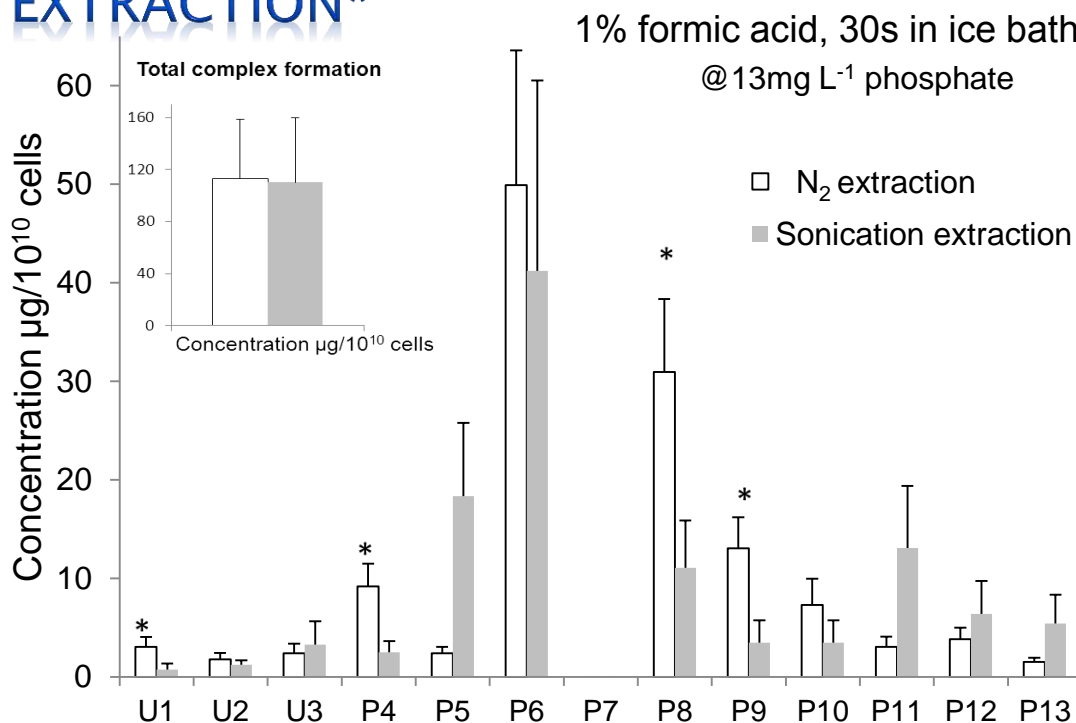 EXTRACTION*
1% formic acid, 30s in ice bath
@13mg L⁻¹ phosphate
Total complex formation
160
120
80
40
0
Concentration µg/10¹⁰ cells
N₂ extraction
Sonication extraction
Concentration µg/10¹⁰ cells
60
50
40
30
20
10
0
*
*
*
*
U1 U2 U3 P4 P5 P6 P7 P8 P9 P10 P11 P12 P13